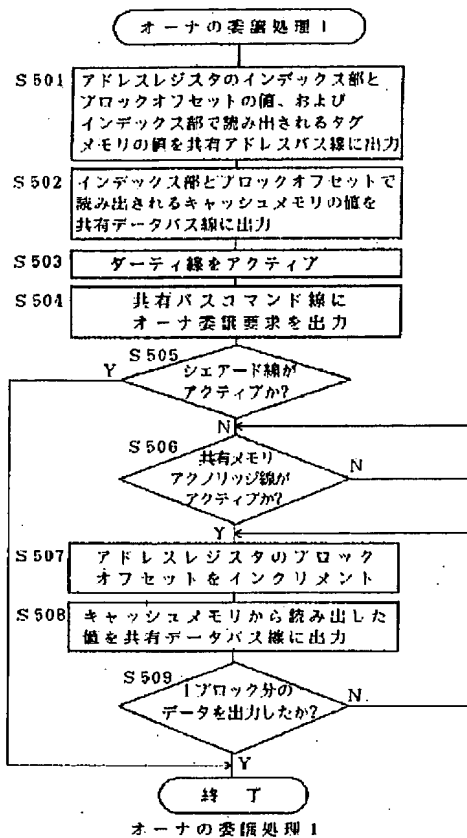 オーナの委譲処理1
S501
アドレスレジスタのインデックス部と
ブロックオフセットの値、および
インデックス部で読み出されるタグ
メモリの値を共有アドレスバス線に出力
S502
インデックス部とブロックオフセットで
読み出されるキャッシュメモリの値を
共有データバス線に出力
S503
ダーティ線をアクティブ
S504
共有バスコマンド線に
オーナ委譲要求を出力
S505
Y
シェアード線が
アクティブか?
N
S506
共有メモリ
アクノリッジ線が
アクティブか?
N
Y
S507
アドレスレジスタのブロック
オフセットをインクリメント
S508
キャッシュメモリから読み出した
値を共有データバス線に出力
S509
1ブロック分の
データを出力したか?
N
Y
終了
オーナの委譲処理1